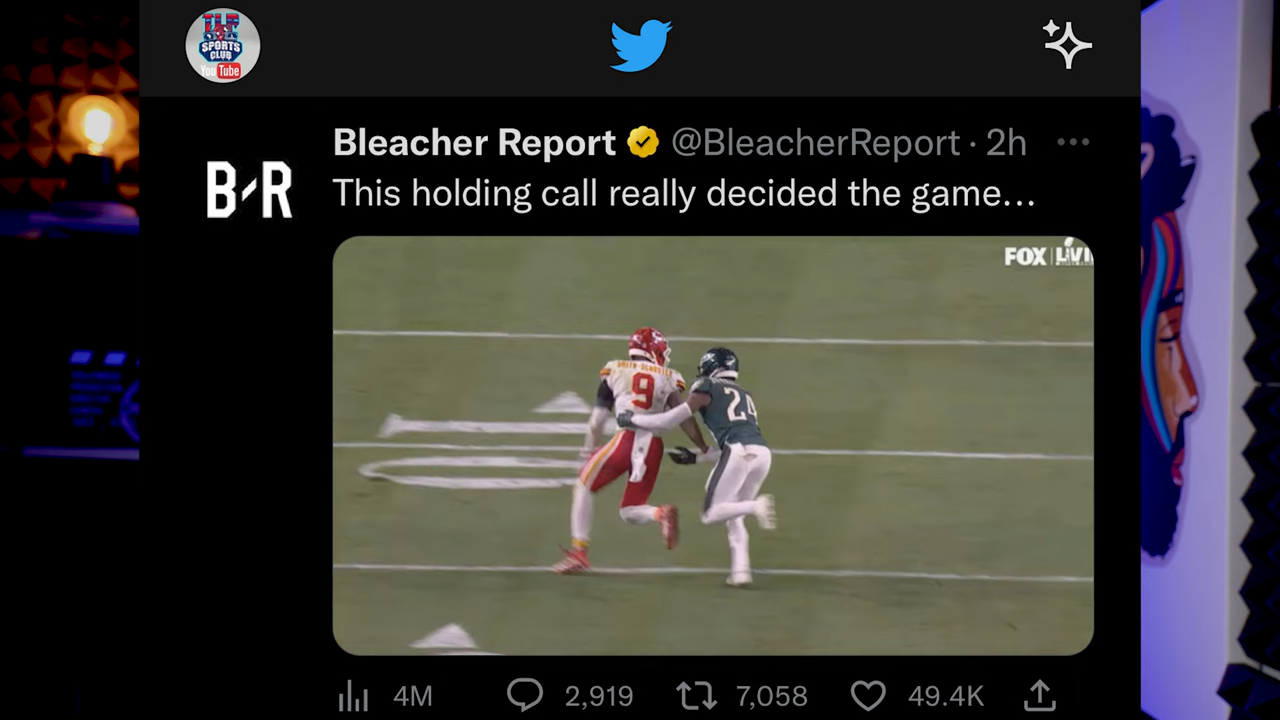 TLP
SPORTS
CLUB
YouTube
Bleacher Report @BleacherReport · 2h
B/R
This holding call really decided the game...
FOX | LVII
9
24
4M 2,919 7,058 49.4K